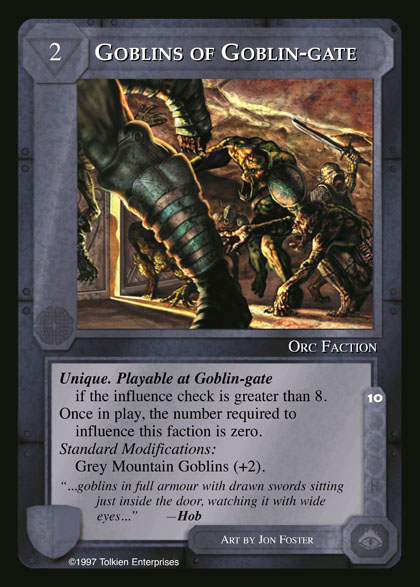 2
GOBLINS OF GOBLIN-GATE
ORC FACTION
Unique. Playable at Goblin-gate
if the influence check is greater than 8.
Once in play, the number required to
influence this faction is zero.
Standard Modifications:
Grey Mountain Goblins (+2).
“...goblins in full armour with drawn swords sitting
just inside the door, watching it with wide
eyes...” —Hob
10
H
ART BY JON FOSTER
©1997 Tolkien Enterprises